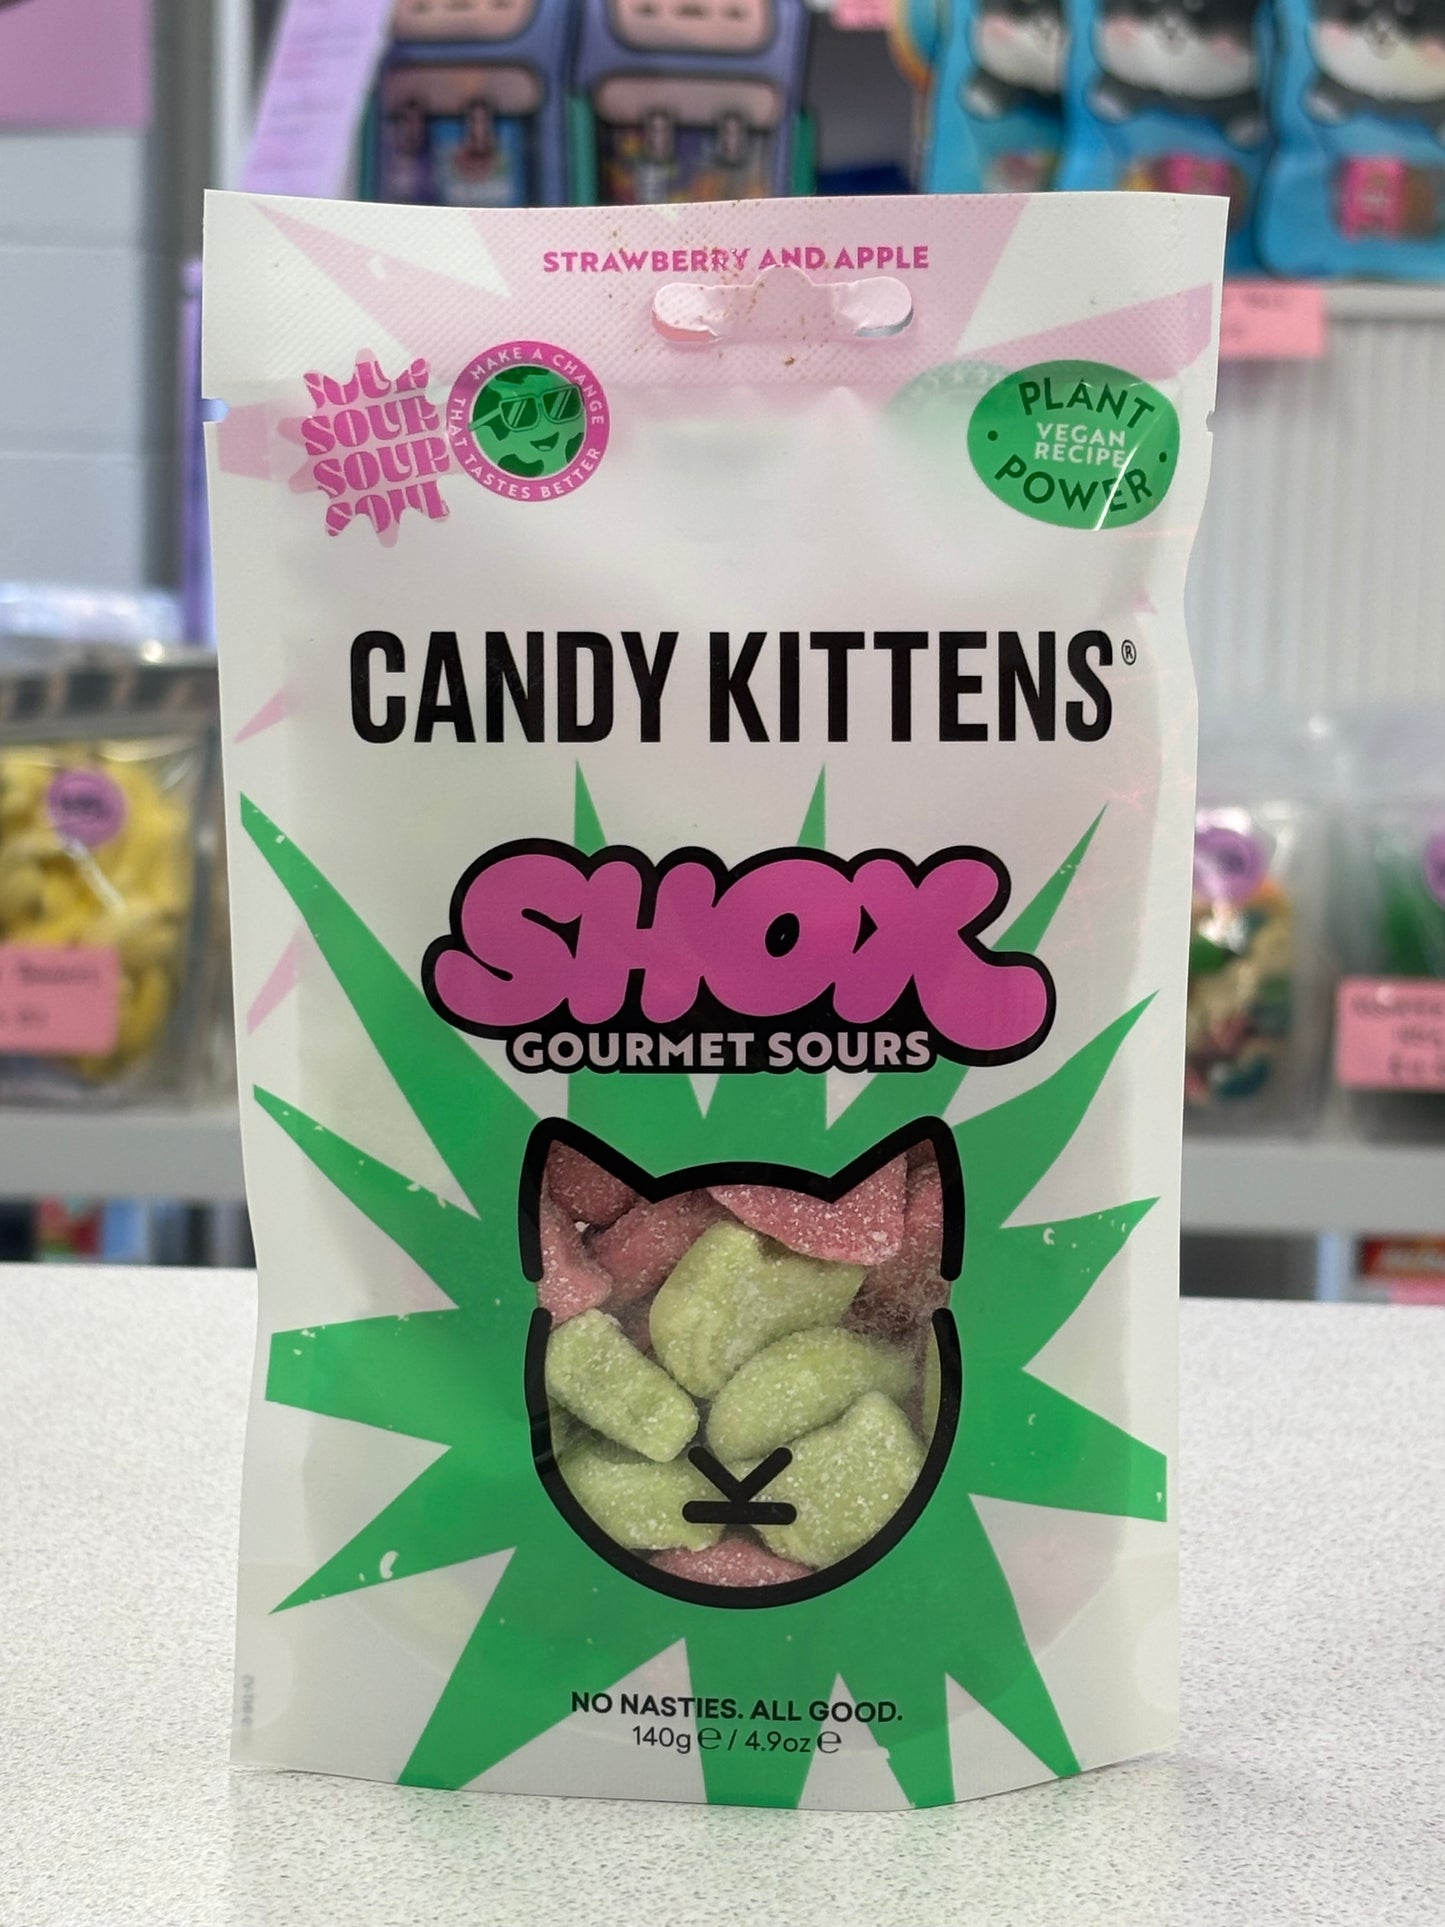 STRAWBERRY AND APPLE
SOUR
SOUR
SOUR
SOUR
MAKE A CHANGE
THAT TASTES BETTER
PLANT
VEGAN
RECIPE
POWER
CANDY KITTENS®
SHOX
GOURMET SOURS
K
NO NASTIES. ALL GOOD.
140g℮ / 4.9oz℮